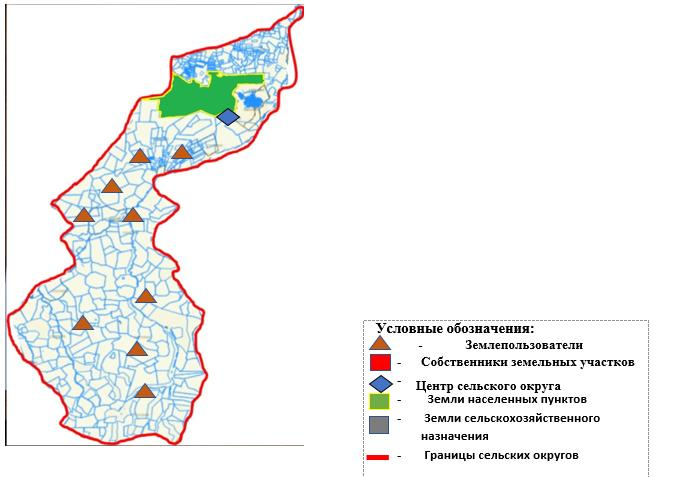 Условные обозначения:
- Землепользователи
- Собственники земельных участков
- Центр сельского округа
- Земли населенных пунктов
- Земли сельскохозяйственного
назначения
- Границы сельских округов